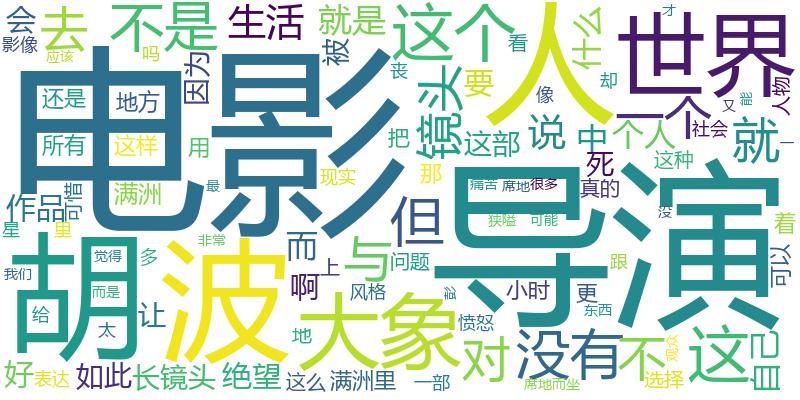 会 去 不是 生活 就是 这个 人 什么 才 世界
影像 吗 因为 被 看
应该 电影 丧 镜头 要 却 像 又 能 人物
还是 地方 一个 社会
所有 这样 用 把 这部 说 中 个人 就 一
可惜 满洲 最 现实 那 痛苦 席地 很多 死 真的 这种
作品 但 导演 狭隘 可能 没
星 里 胡波 非常 而 与 着
我们 觉得 多 啊 上 问题 跟 可以
而是 风格 小时 更
给 太 让 地 大象 彭 愤怒 东西
对 没有 不 这 观众 自己
好 表达 如此 长镜头 绝望 这么 满洲里 一部 席地而坐 选择